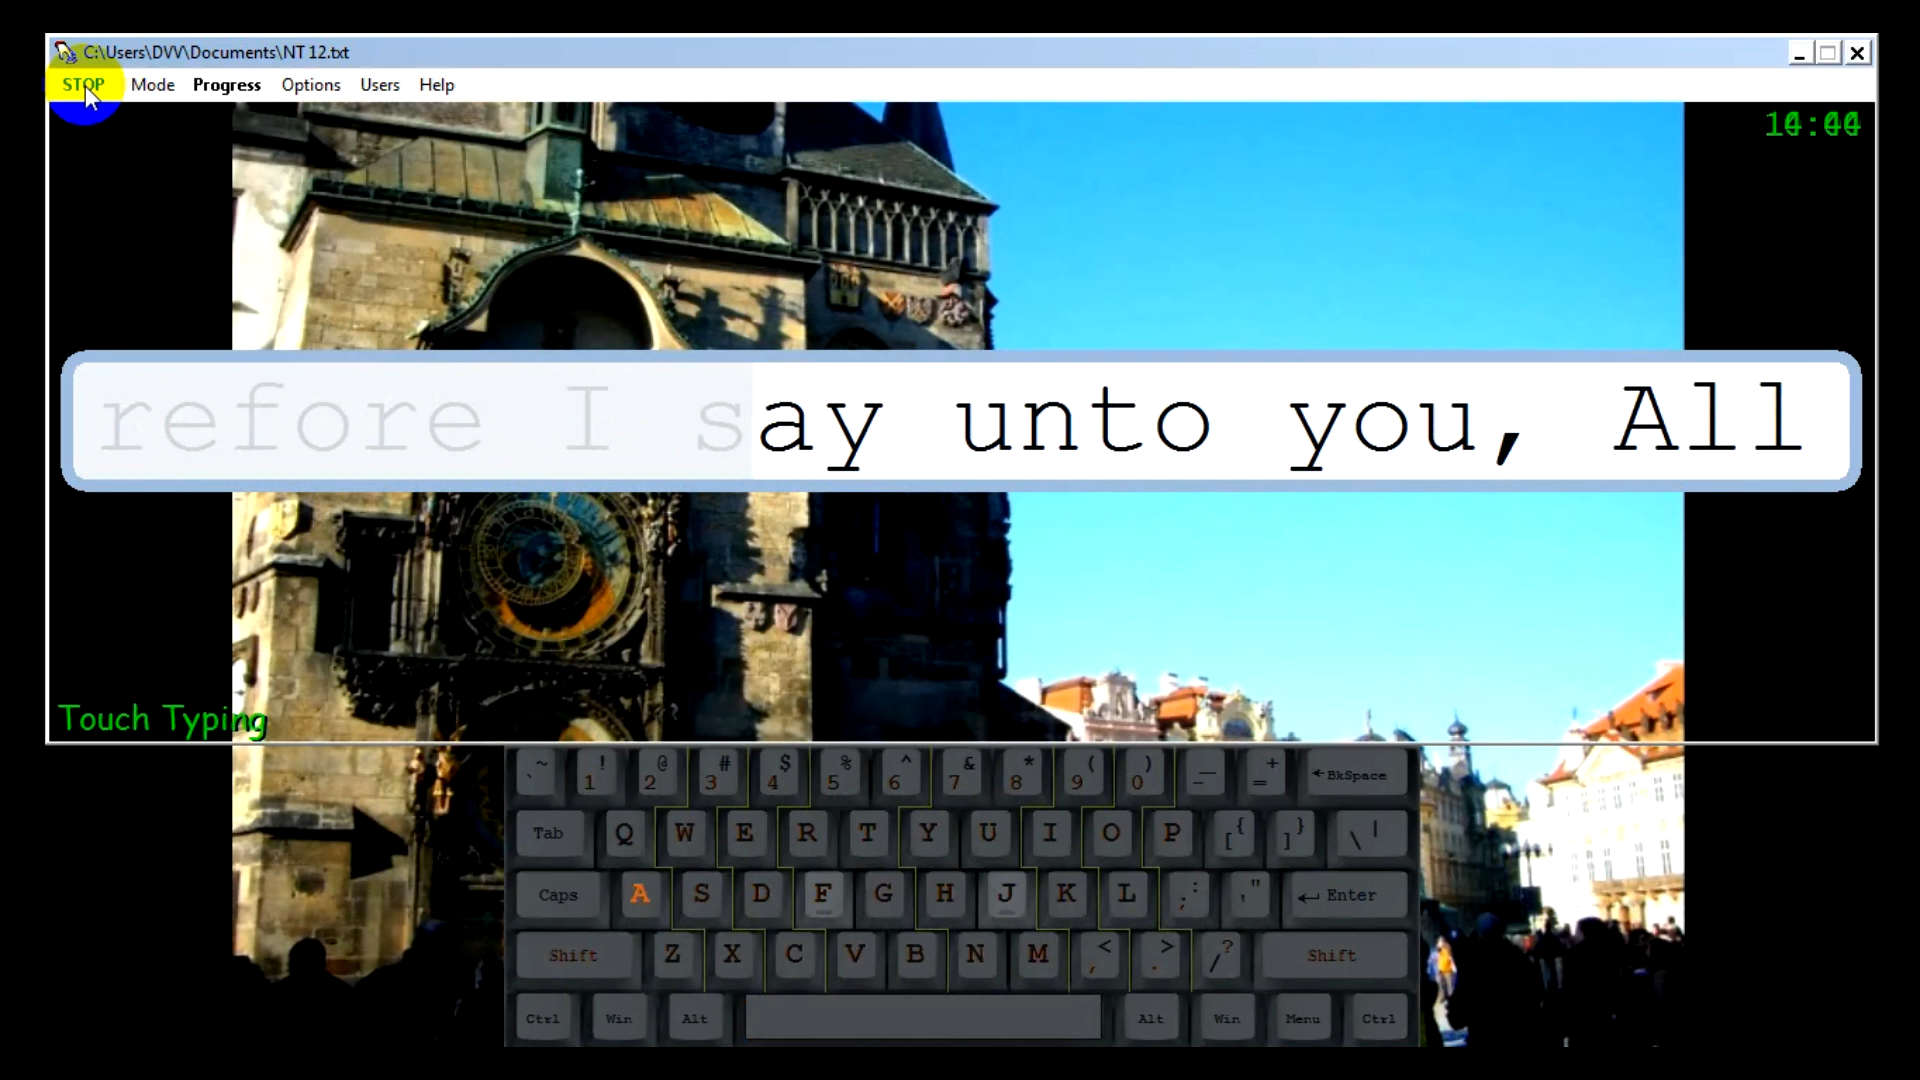 C:\Users\DVV\Documents\NT 12.txt
STOP Mode Progress Options Users Help
refore I say unto you, All
Touch Typing
` ~ 1 ! 2 @ 3 # 4 $ 5 % 6 ^ 7 & 8 * 9 ( 0 ) - _ = + ←BkSpace
Tab Q W E R T Y U I O P [ { ] } \ |
Caps A S D F G H J K L ; : ' " ↵ Enter
Shift Z X C V B N M , < . > / ? Shift
Ctrl Win Alt Alt Win Menu Ctrl